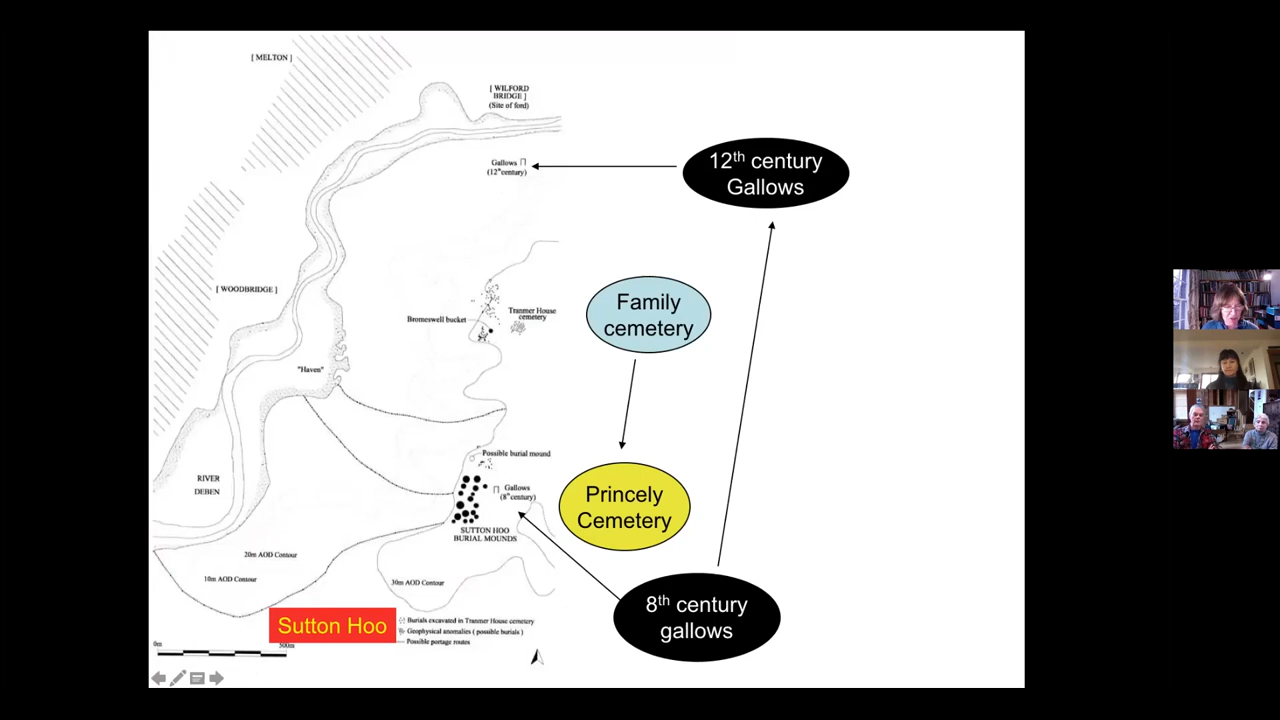 [ MELTON ]
[ WILFORD
BRIDGE ]
(Site of ford)
Gallows
(12th century)
12th century
Gallows
[ WOODBRIDGE ]
Bromeswell bucket
Tranmer House
cemetery
Family
cemetery
"Haven"
Possible burial mound
RIVER
DEBEN
Gallows
(8th century)
Princely
Cemetery
SUTTON HOO
BURIAL MOUNDS
20m AOD Contour
10m AOD Contour
30m AOD Contour
8th century
gallows
Sutton Hoo
Burials excavated in Tranmer House cemetery
Geophysical anomalies ( possible burials )
Possible portage routes
0m
500m